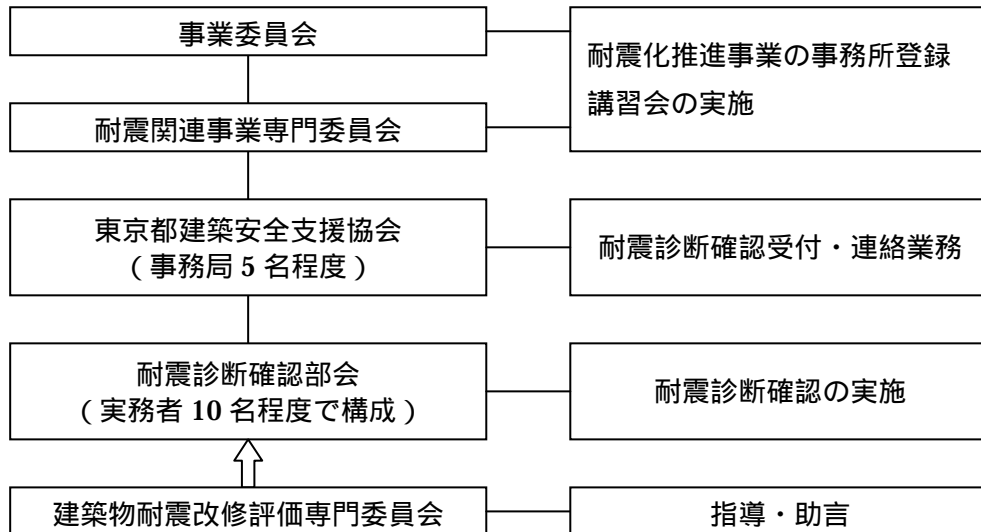 事業委員会
耐震化推進事業の事務所登録
講習会の実施
耐震関連事業専門委員会
東京都建築安全支援協会
（事務局 5 名程度）
耐震診断確認受付・連絡業務
耐震診断確認部会
（実務者 10 名程度で構成）
耐震診断確認の実施
建築物耐震改修評価専門委員会
指導・助言